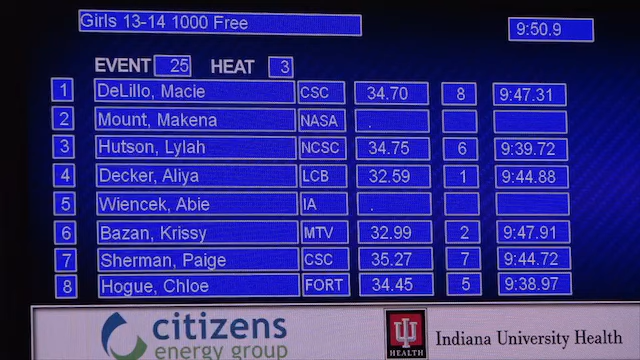 Girls 13-14 1000 Free 9:50.9
EVENT 25 HEAT 3
1 DeLillo, Macie CSC 34.70 8 9:47.31
2 Mount, Makena NASA .
3 Hutson, Lylah NCSC 34.75 6 9:39.72
4 Decker, Aliya LCB 32.59 1 9:44.88
5 Wiencek, Abie IA .
6 Bazan, Krissy MTV 32.99 2 9:47.91
7 Sherman, Paige CSC 35.27 7 9:44.72
8 Hogue, Chloe FORT 34.45 5 9:38.97
citizens
energy group
HEALTH
Indiana University Health